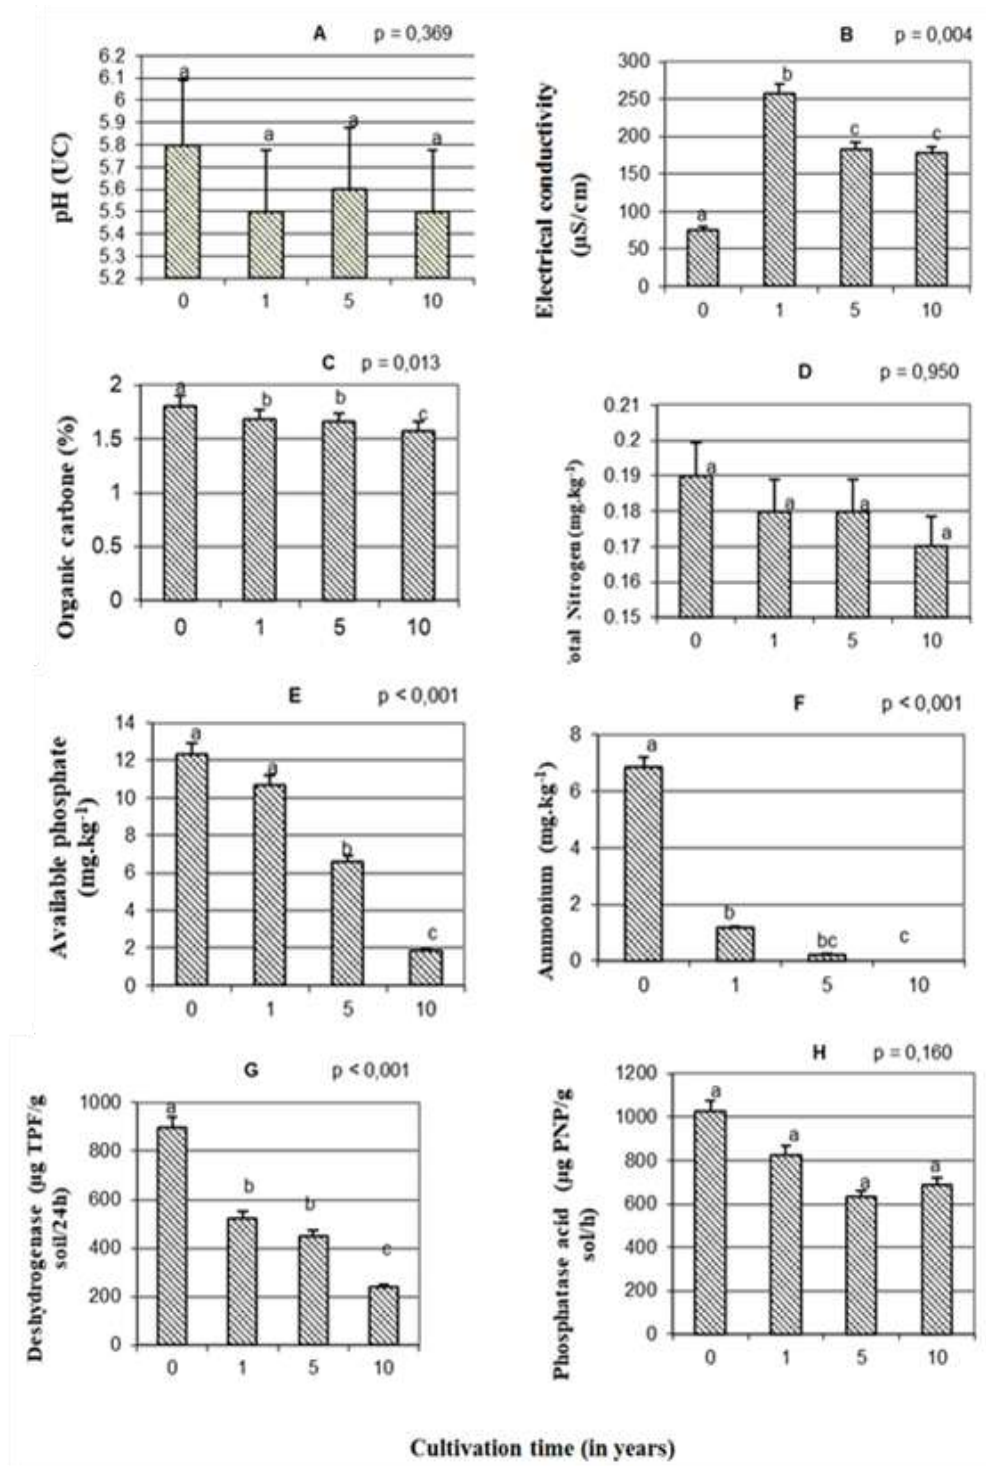 A p = 0,369
pH (UC)
6.2
6.1
6
5.9
5.8
5.7
5.6
5.5
5.4
5.3
5.2
a
a
a
a
0 1 5 10
B p = 0,004
Electrical conductivity
(µS/cm)
300
250
200
150
100
50
0
a
b
c
c
0 1 5 10
C p = 0,013
Organic carbone (%)
2
1.5
1
0.5
0
a
b
b
c
0 1 5 10
D p = 0,950
otal Nitrogen (mg.kg⁻¹)
0.21
0.2
0.19
0.18
0.17
0.16
0.15
a
a
a
a
0 1 5 10
E p < 0,001
Available phosphate
(mg.kg⁻¹)
14
12
10
8
6
4
2
0
a
a
b
c
0 1 5 10
F p < 0,001
Ammonium (mg.kg⁻¹)
8
6
4
2
0
a
b
bc
c
0 1 5 10
G p < 0,001
Deshydrogenase (µg TPF/g
soil/24h)
1000
800
600
400
200
0
a
b
b
c
0 1 5 10
H p = 0,160
Phosphatase acid (µg PNP/g
sol/h)
1200
1000
800
600
400
200
0
a
a
a
a
0 1 5 10
Cultivation time (in years)